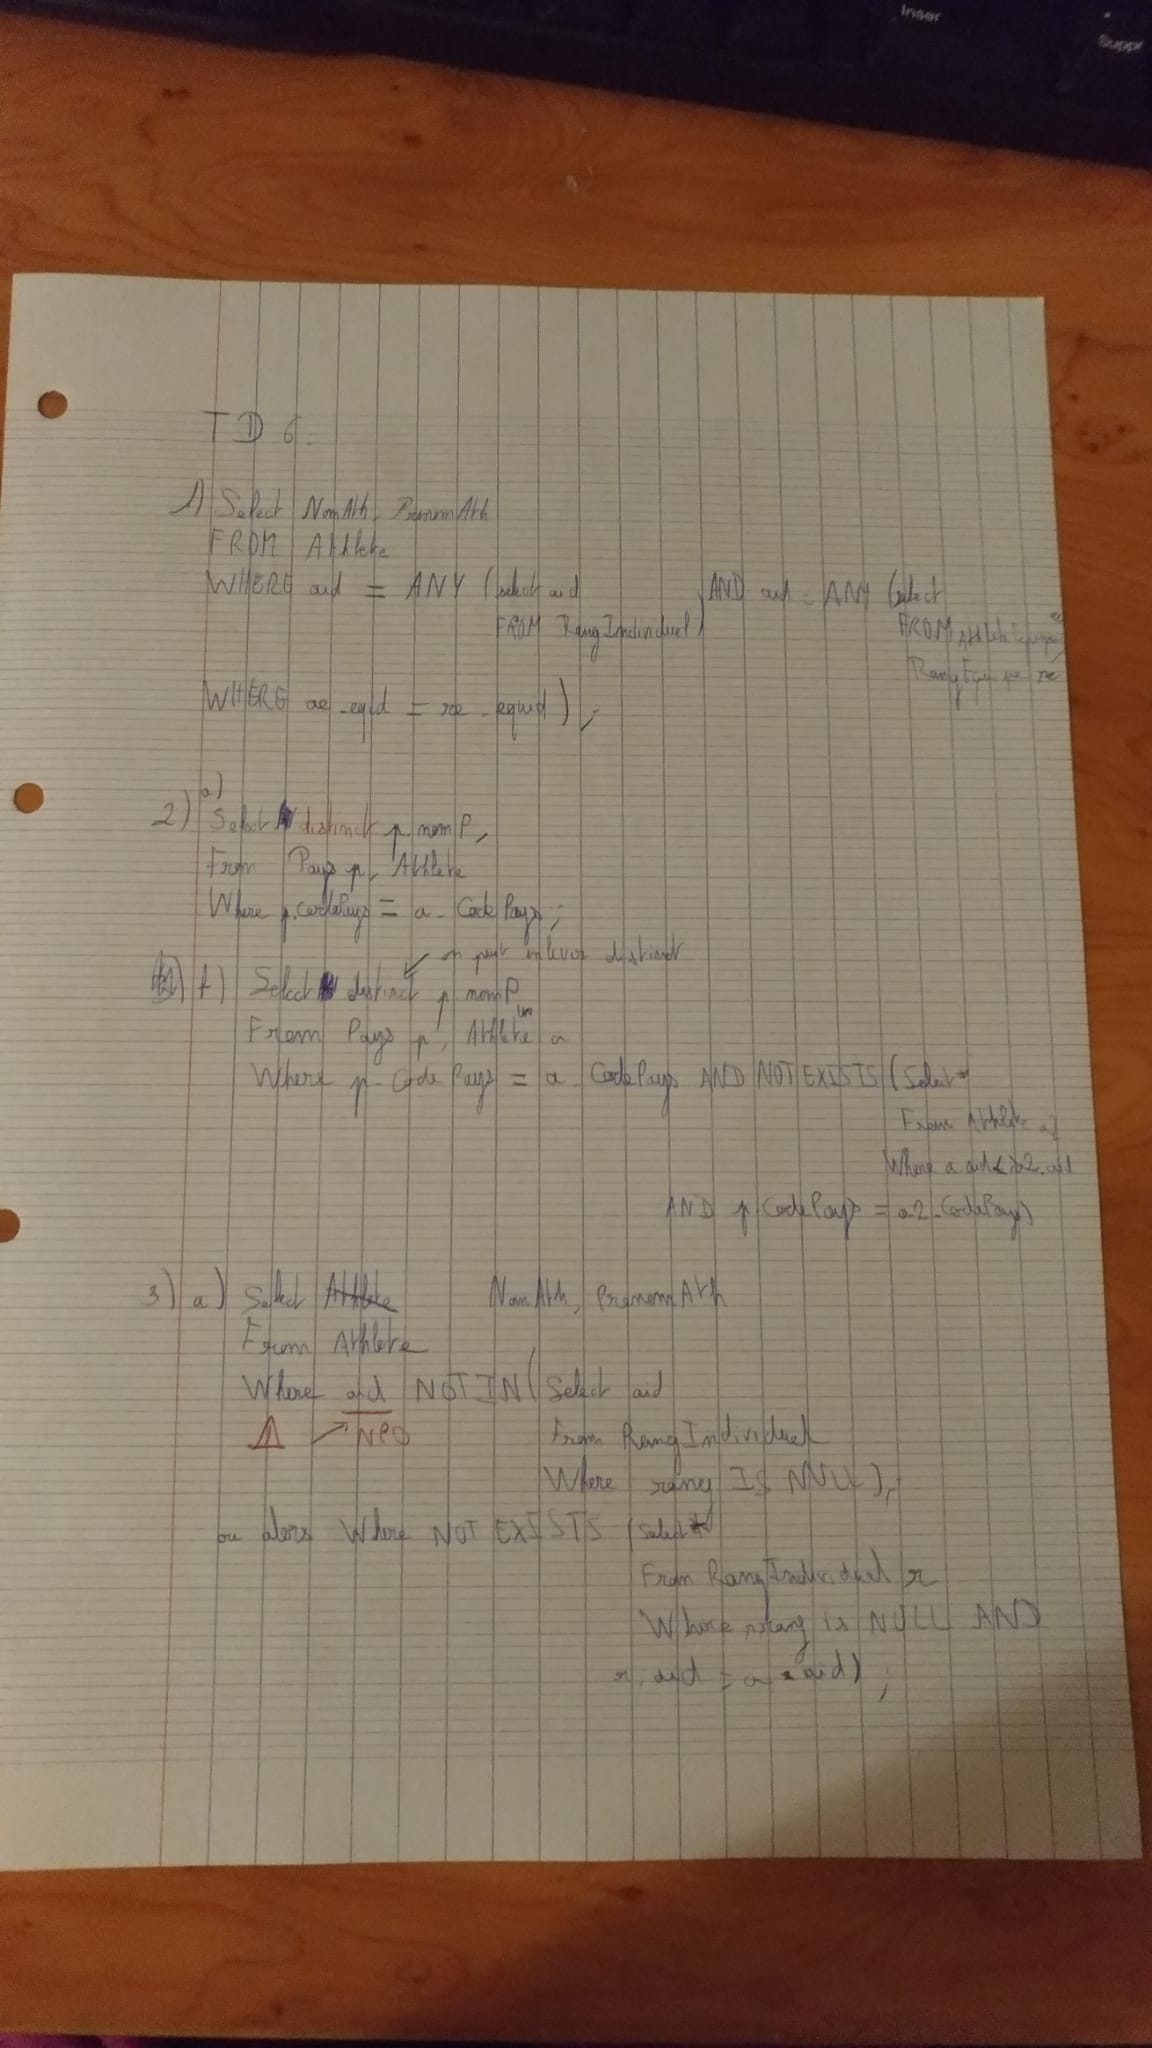 Inser
Suppr
TD 6.
1) Select NomAth, PrenomAth
FROM Athlete
WHERE aid = ANY (select aid AND aid = ANY (select
FROM RangIndividuel) FROM AthleteEquipe
RangEquipe re
WHERE ae.eqid = re.equid);
2) a)
Select distinct p.nomP,
From Pays p, Athlete
Where p.codePays = a.CodePays;
on peut enlever distinct
f) Select distinct p nomP
From Pays p, Athlete a
Where p.CodePays = a.CodePays AND NOT EXISTS (Select *
From Athlete a2
Where a.aid <> a2.aid
AND p.CodePays = a2.CodePays)
3) a) Select Athlete NomAth, PrenomAth
From Athlete
Where aid NOT IN (Select aid
NPO From RangIndividuel
Where rang IS NULL);
ou alors Where NOT EXISTS (Select *
From RangIndividuel r
Where rang is NULL AND
r.aid = a.aid);